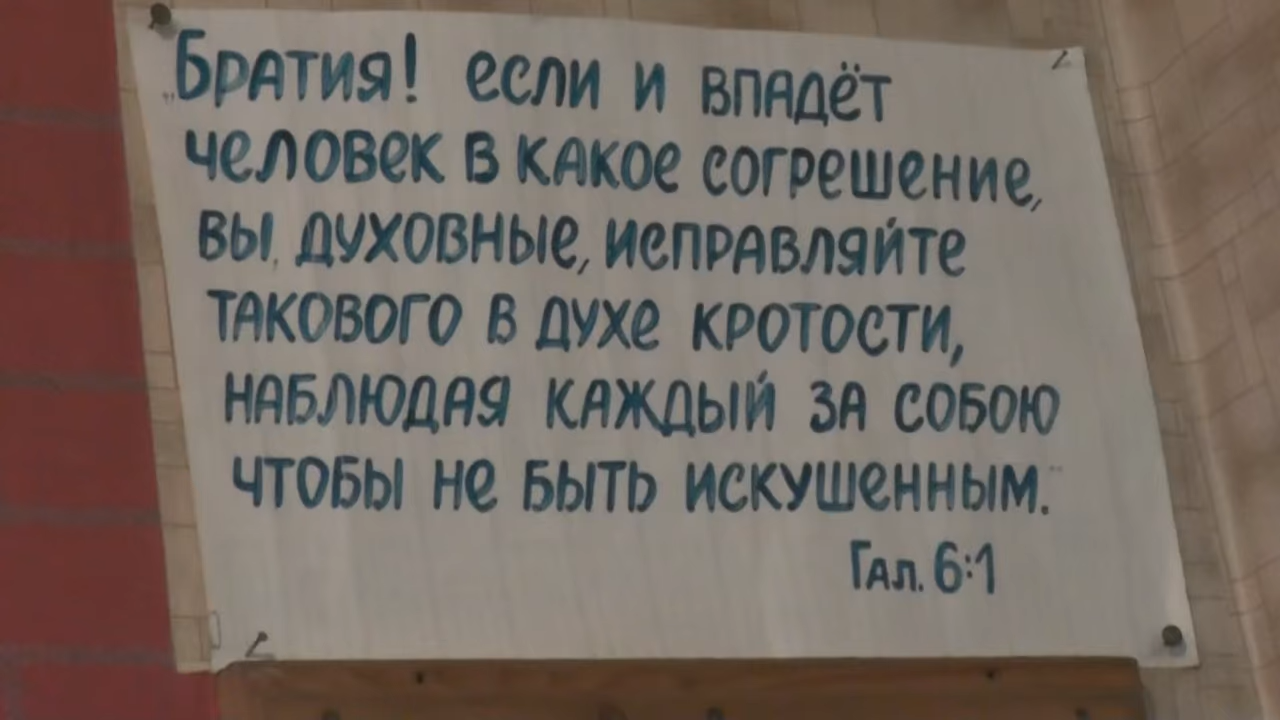 „Братия! если и впадёт
человек в какое согрешение,
вы, духовные, исправляйте
такового в духе кротости,
наблюдая каждый за собою
чтобы не быть искушенным."
Гал. 6:1